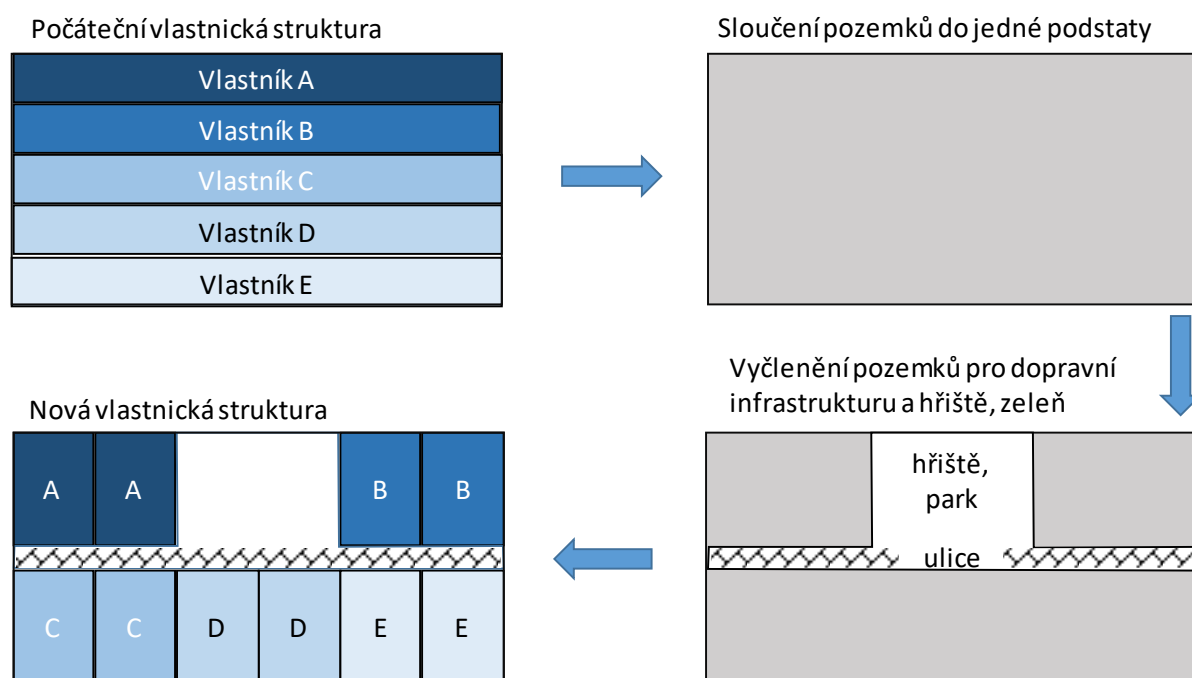 Počáteční vlastnická struktura
Vlastník A
Vlastník B
Vlastník C
Vlastník D
Vlastník E
Sloučení pozemků do jedné podstaty
Vyčlenění pozemků pro dopravní
infrastrukturu a hřiště, zeleň
hřiště,
park
ulice
Nová vlastnická struktura
A A B B
C C D D E E